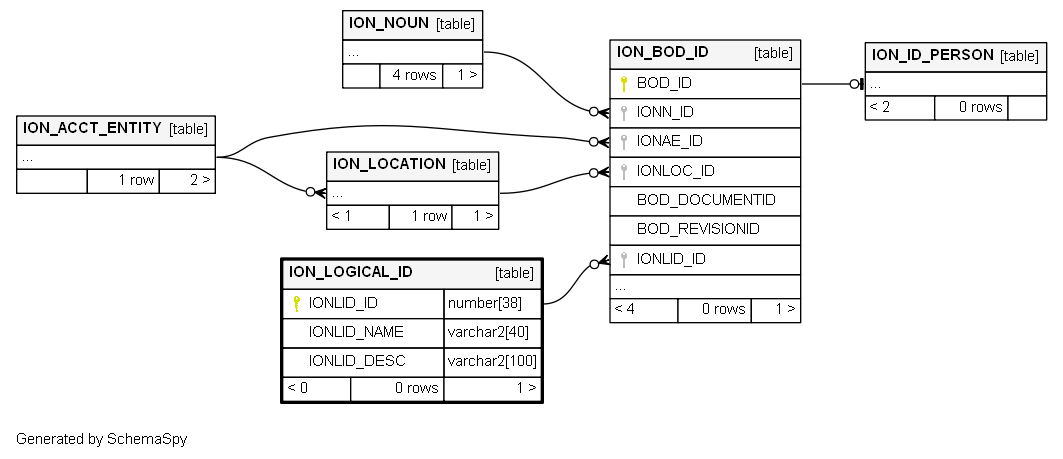 ION_NOUN [table]
...
4 rows 1 >
ION_ACCT_ENTITY [table]
...
1 row 2 >
ION_LOCATION [table]
...
< 1 1 row 1 >
ION_LOGICAL_ID [table]
IONLID_ID number[38]
IONLID_NAME varchar2[40]
IONLID_DESC varchar2[100]
< 0 0 rows 1 >
ION_BOD_ID [table]
BOD_ID
IONN_ID
IONAE_ID
IONLOC_ID
BOD_DOCUMENTID
BOD_REVISIONID
IONLID_ID
...
< 4 0 rows 1 >
ION_ID_PERSON [table]
...
< 2 0 rows
Generated by SchemaSpy